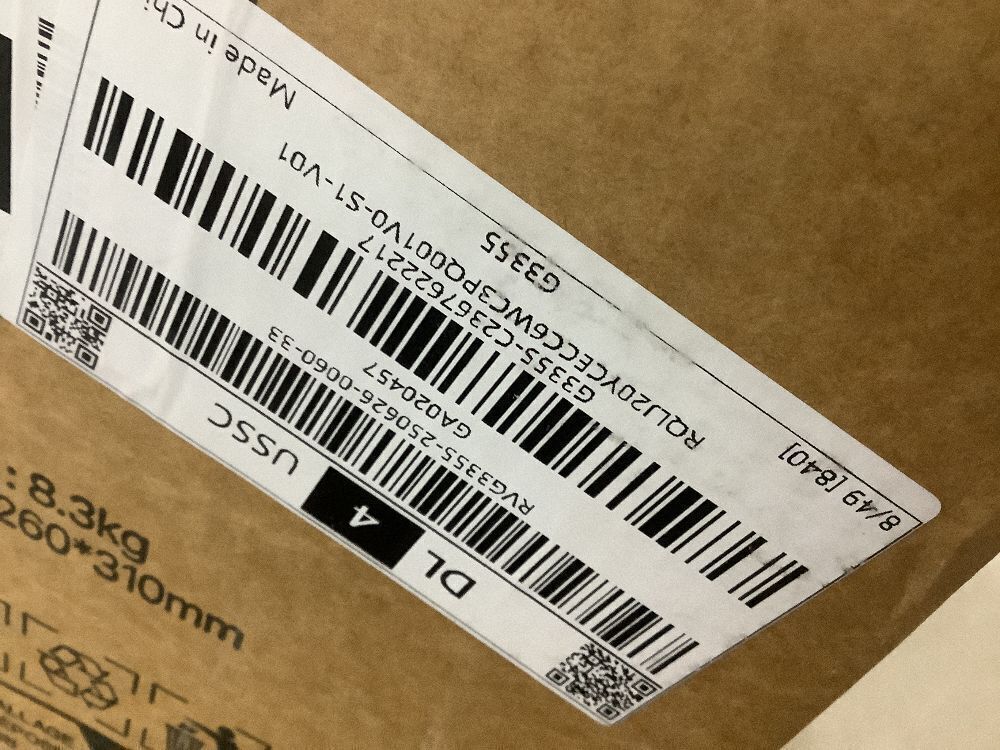 DL 4 USSC
RVG3355-250626-0060-33
GA020457
G3355-C2367622217
RQLJ20YCECC6WC3PQ001V0-S1-V01
G3355
8/49 [840]
Made in Chi
: 8.3kg
260*310mm